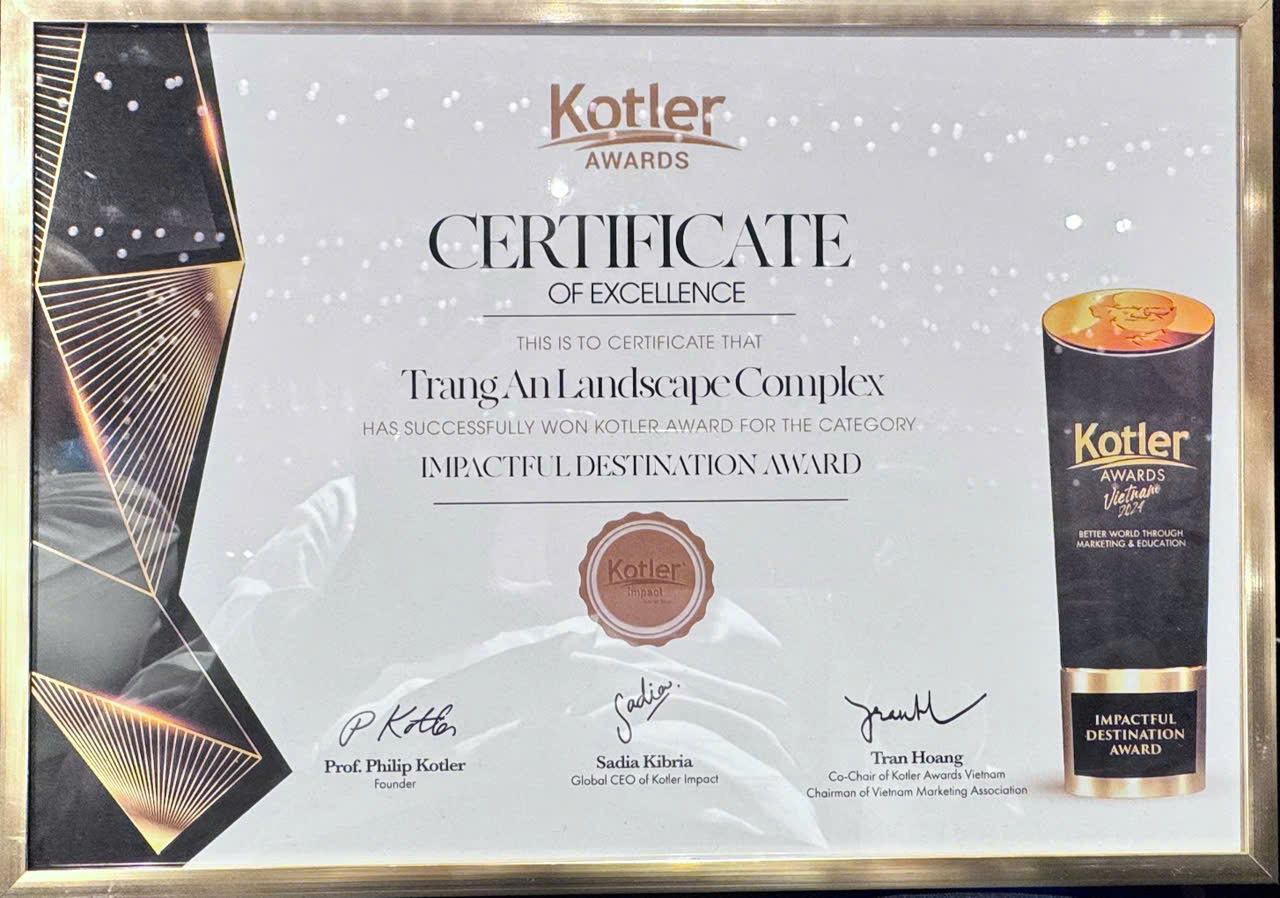 Kotler
AWARDS
CERTIFICATE
OF EXCELLENCE
THIS IS TO CERTIFICATE THAT
Trang An Landscape Complex
HAS SUCCESSFULLY WON KOTLER AWARD FOR THE CATEGORY
IMPACTFUL DESTINATION AWARD
Kotler
impact
P Kotler
Prof. Philip Kotler
Founder
Sadia
Sadia Kibria
Global CEO of Kotler Impact
Tran Hoang
Co-Chair of Kotler Awards Vietnam
Chairman of Vietnam Marketing Association
Kotler
AWARDS
Vietnam
2024
BETTER WORLD THROUGH
MARKETING & EDUCATION
IMPACTFUL
DESTINATION
AWARD